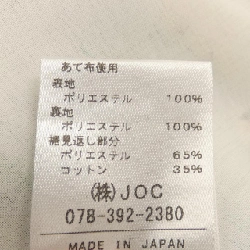 あて布使用
表地
ポリエステル 100%
裏地
ポリエステル 100%
裾見返し部分
ポリエステル 65%
コットン 35%
(株)JOC
078-392-2380
MADE IN JAPAN